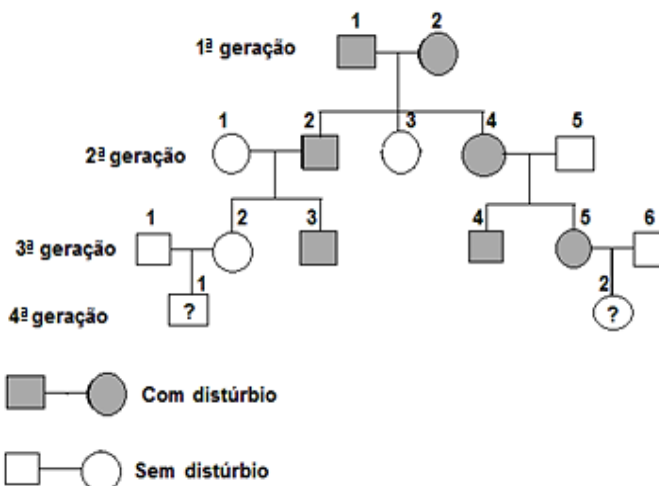 1 2
1ª geração
1 2 3 4 5
2ª geração
1 2 3 4 5 6
3ª geração
1 2
4ª geração ? ?
Com distúrbio
Sem distúrbio